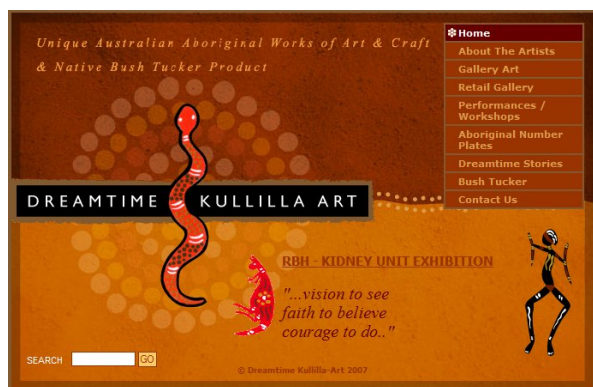 Unique Australian Aboriginal Works of Art & Craft
& Native Bush Tucker Product
Home
About The Artists
Gallery Art
Retail Gallery
Performances /
Workshops
Aboriginal Number
Plates
Dreamtime Stories
Bush Tucker
Contact Us
DREAMTIME KULLILLA ART
RBH - KIDNEY UNIT EXHIBITION
"...vision to see
faith to believe
courage to do.."
SEARCH GO
© Dreamtime Kullilla-Art 2007